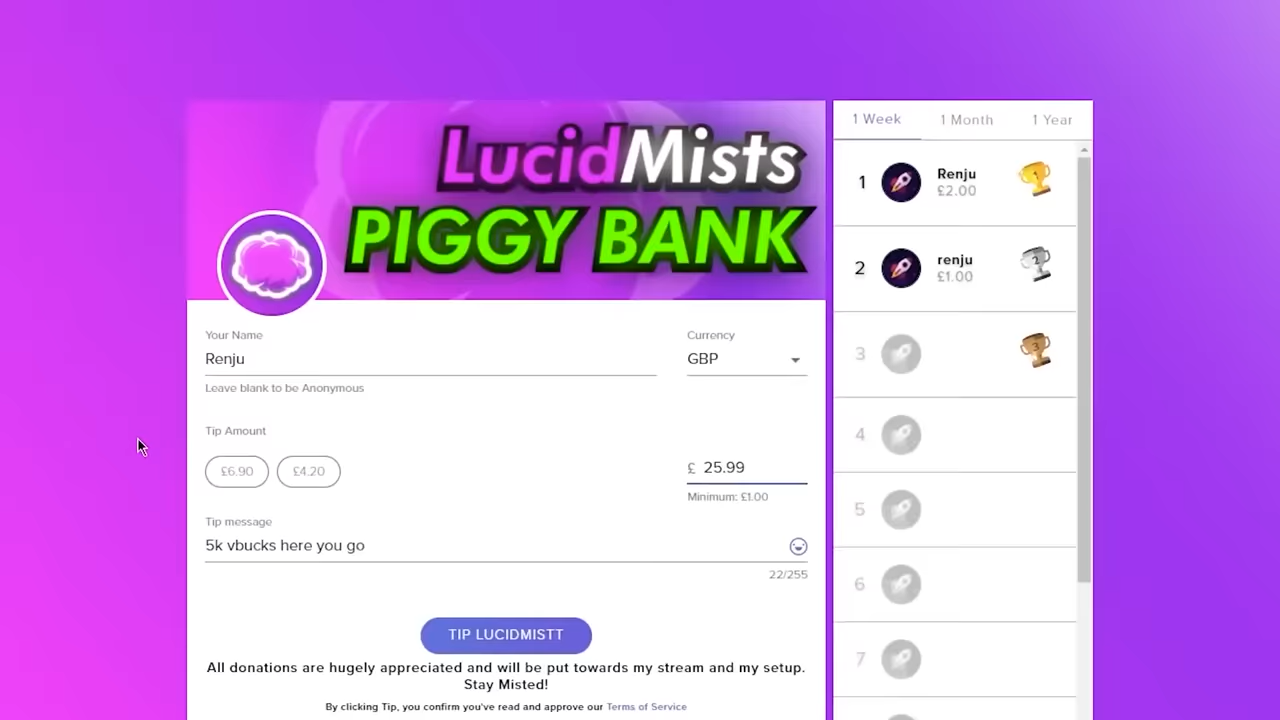 LucidMists
PIGGY BANK
Your Name
Renju
Leave blank to be Anonymous
Currency
GBP
Tip Amount
£6.90
£4.20
£ 25.99
Minimum: £1.00
Tip message
5k vbucks here you go
22/255
TIP LUCIDMISTT
All donations are hugely appreciated and will be put towards my stream and my setup.
Stay Misted!
By clicking Tip, you confirm you've read and approve our Terms of Service
1 Week 1 Month 1 Year
1 Renju 1
£2.00
2 renju 2
£1.00
3 3
4
5
6
7